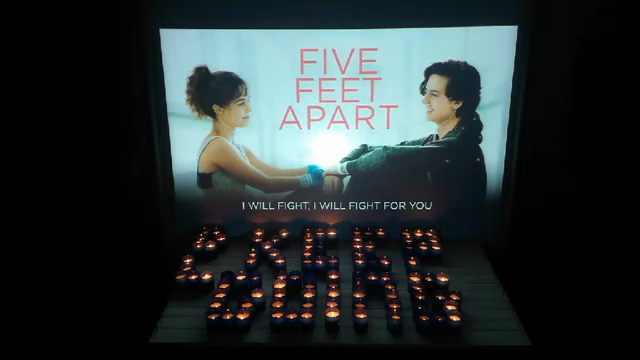 FIVE
FEET
APART
I WILL FIGHT, I WILL FIGHT FOR YOU